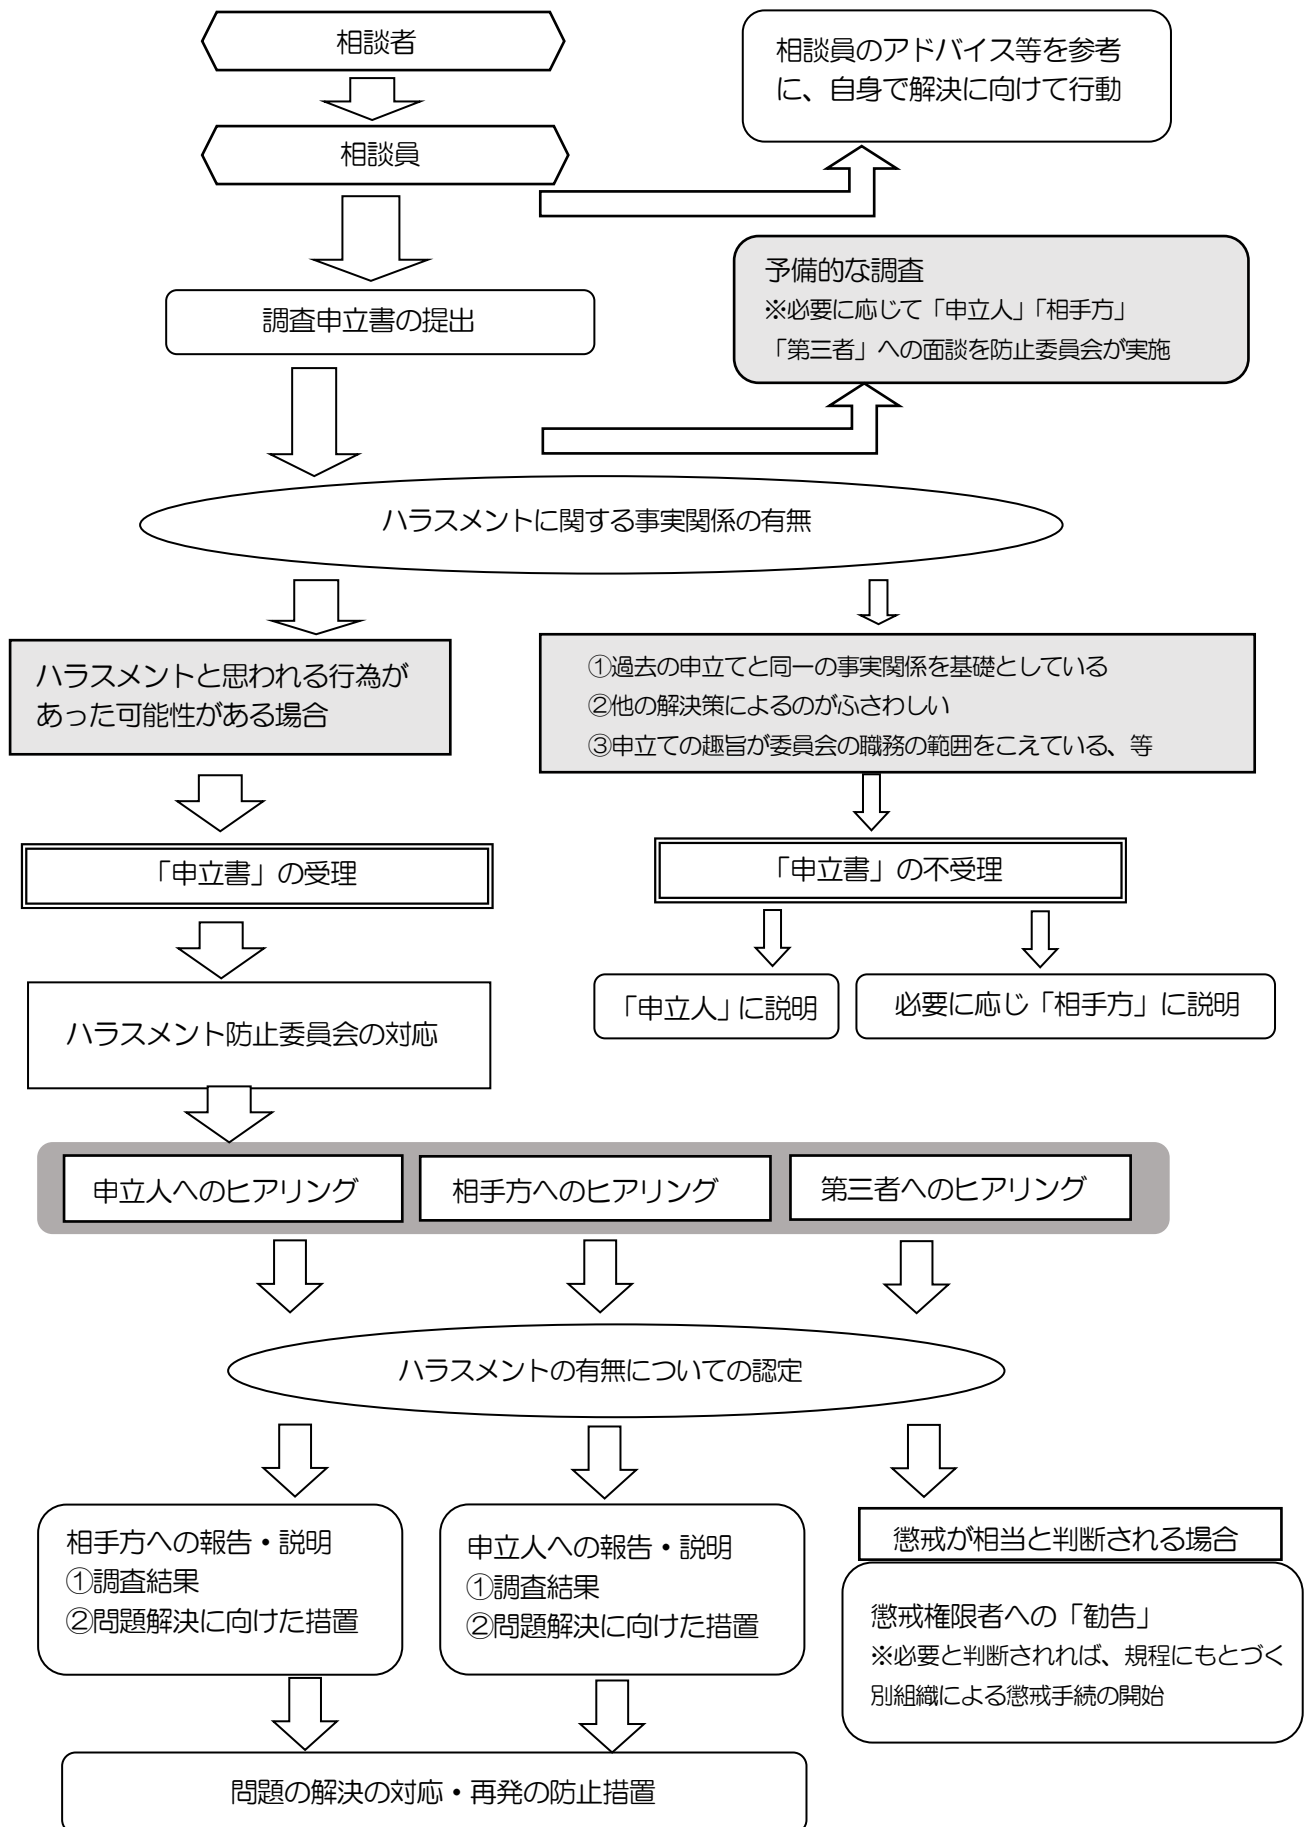 相談者
相談員のアドバイス等を参考
に、自身で解決に向けて行動
相談員
予備的な調査
※必要に応じて「申立人」「相手方」
「第三者」への面談を防止委員会が実施
調査申立書の提出
ハラスメントに関する事実関係の有無
ハラスメントと思われる行為が
あった可能性がある場合
①過去の申立てと同一の事実関係を基礎としている
②他の解決策によるのがふさわしい
③申立ての趣旨が委員会の職務の範囲をこえている、等
「申立書」の受理
「申立書」の不受理
「申立人」に説明
必要に応じ「相手方」に説明
ハラスメント防止委員会の対応
申立人へのヒアリング
相手方へのヒアリング
第三者へのヒアリング
ハラスメントの有無についての認定
相手方への報告・説明
①調査結果
②問題解決に向けた措置
申立人への報告・説明
①調査結果
②問題解決に向けた措置
懲戒が相当と判断される場合
懲戒権限者への「勧告」
※必要と判断されれば、規程にもとづく
別組織による懲戒手続の開始
問題の解決の対応・再発の防止措置